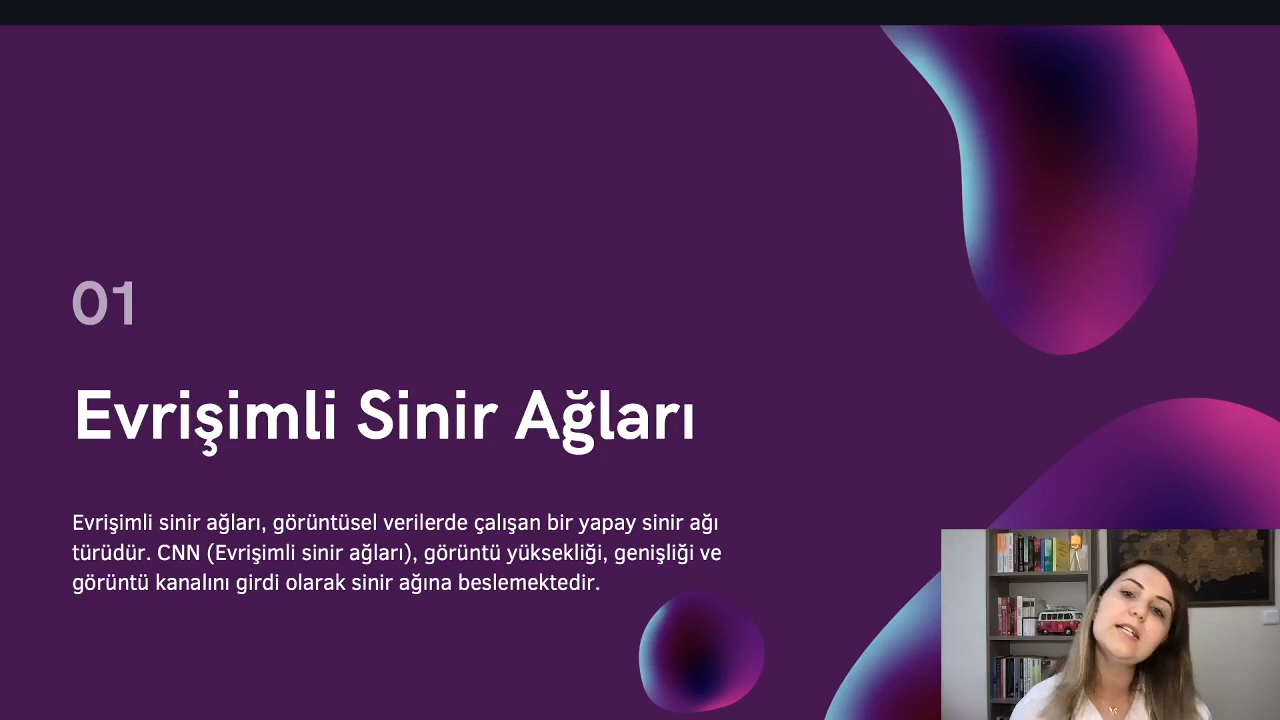 01
Evrişimli Sinir Ağları
Evrişimli sinir ağları, görüntüsel verilerde çalışan bir yapay sinir ağı
türüdür. CNN (Evrişimli sinir ağları), görüntü yüksekliği, genişliği ve
görüntü kanalını girdi olarak sinir ağına beslemektedir.